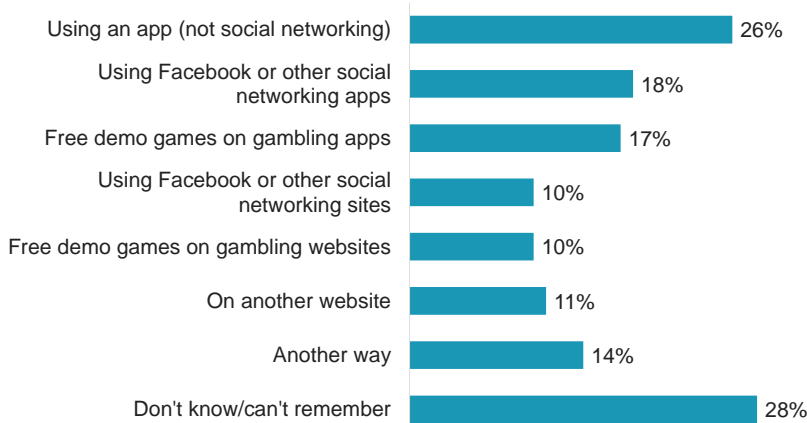 Using an app (not social networking)
26%
Using Facebook or other social
networking apps
18%
Free demo games on gambling apps
17%
Using Facebook or other social
networking sites
10%
Free demo games on gambling websites
10%
On another website
11%
Another way
14%
Don't know/can't remember
28%